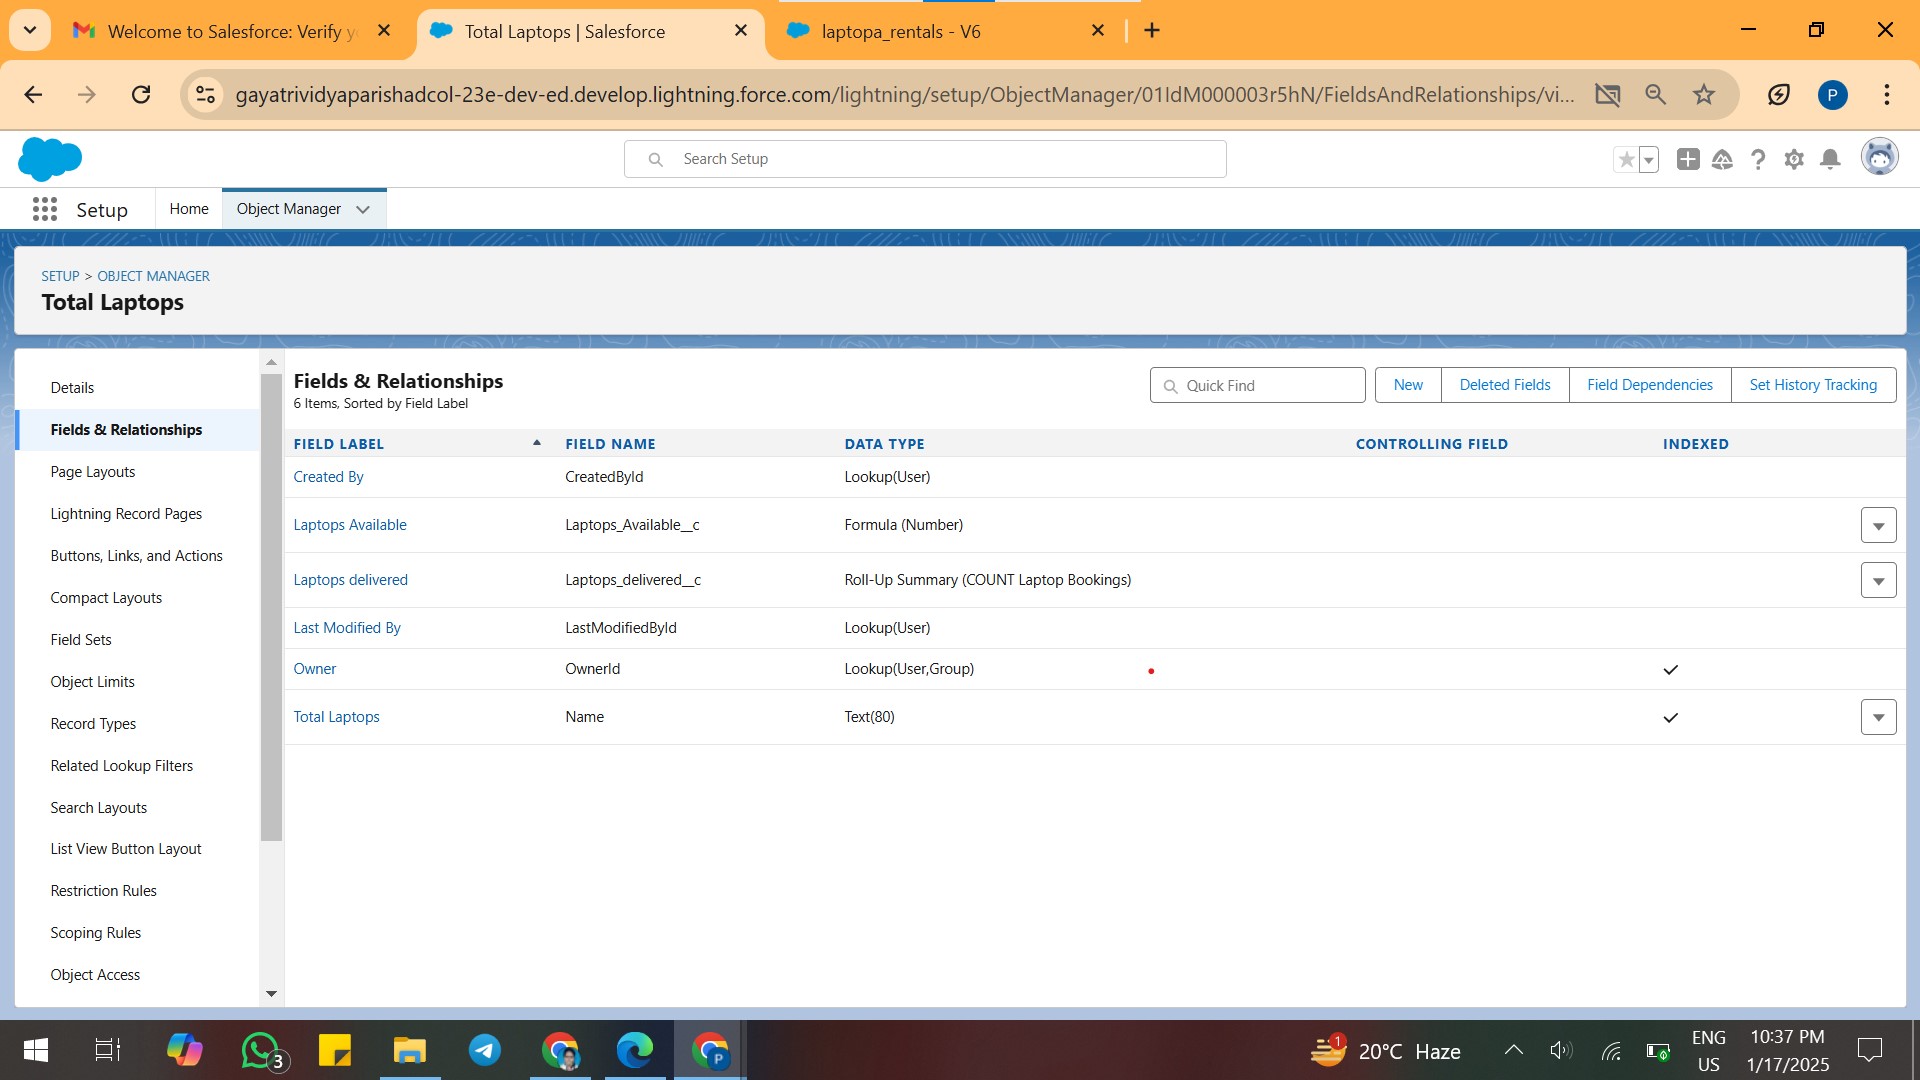 Welcome to Salesforce: Verify
Total Laptops | Salesforce
laptopa_rentals - V6
gayatrividyaparishadcol-23e-dev-ed.develop.lightning.force.com/lightning/setup/ObjectManager/01IdM000003r5hN/FieldsAndRelationships/vi...
P
Search Setup
Setup
Home
Object Manager
SETUP > OBJECT MANAGER
Total Laptops
Details
Fields & Relationships
Page Layouts
Lightning Record Pages
Buttons, Links, and Actions
Compact Layouts
Field Sets
Object Limits
Record Types
Related Lookup Filters
Search Layouts
List View Button Layout
Restriction Rules
Scoping Rules
Object Access
Fields & Relationships
6 Items, Sorted by Field Label
Quick Find
New
Deleted Fields
Field Dependencies
Set History Tracking
FIELD LABEL FIELD NAME DATA TYPE CONTROLLING FIELD INDEXED
Created By CreatedById Lookup(User)
Laptops Available Laptops_Available__c Formula (Number)
Laptops delivered Laptops_delivered__c Roll-Up Summary (COUNT Laptop Bookings)
Last Modified By LastModifiedById Lookup(User)
Owner OwnerId Lookup(User,Group)
Total Laptops Name Text(80)
3
P
1
20°C Haze
ENG
US
10:37 PM
1/17/2025